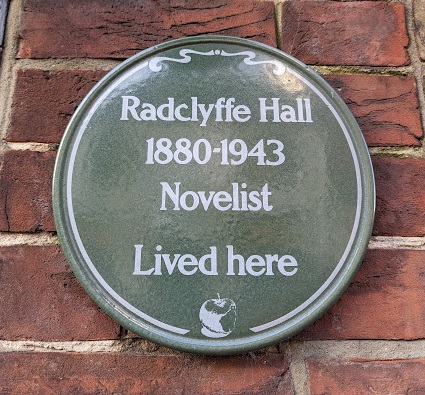 Radclyffe Hall
1880-1943
Novelist
Lived here